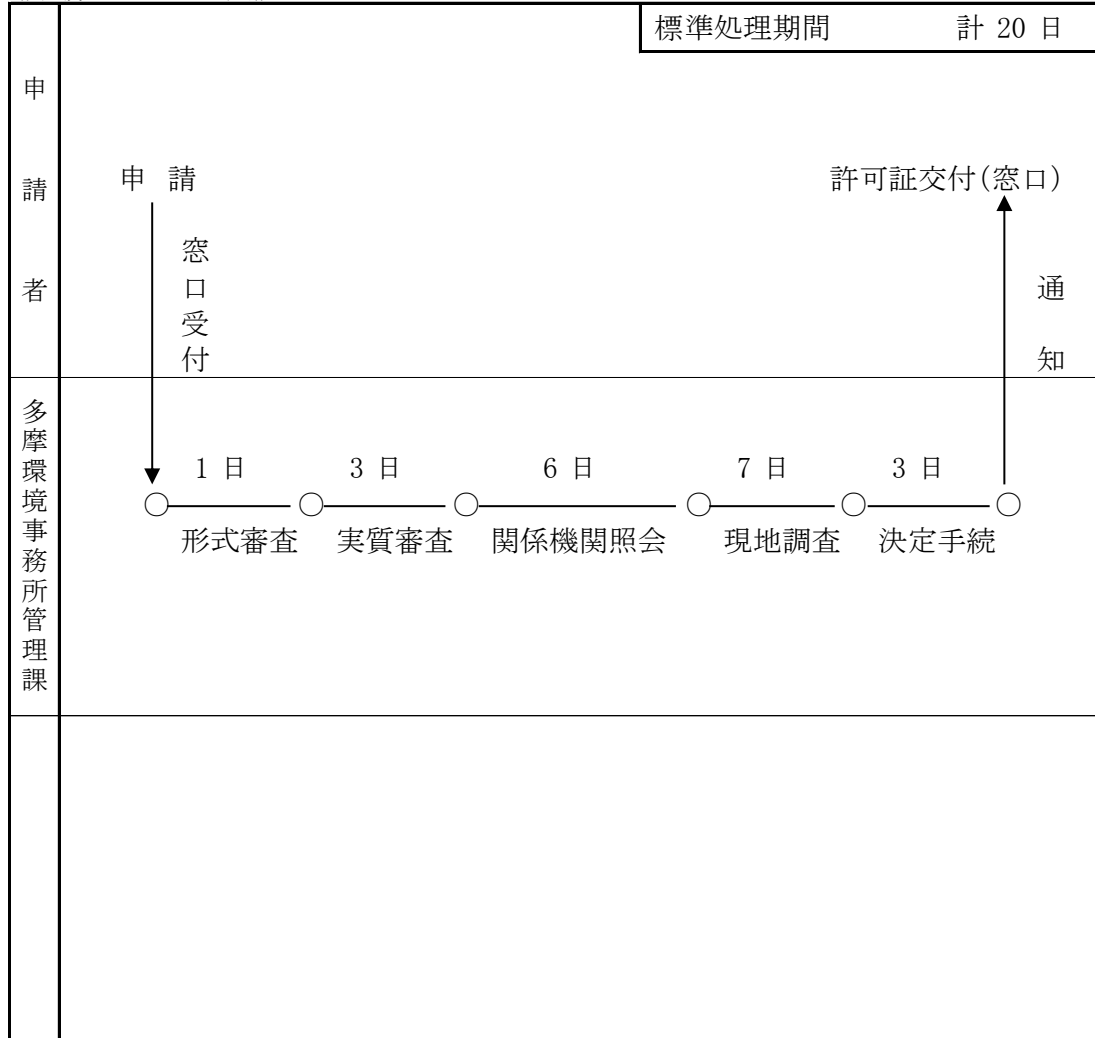 標準処理期間 計 20 日
申請者
申 請
許可証交付(窓口)
窓口受付
通知
多摩環境事務所管理課
1 日 3 日 6 日 7 日 3 日
形式審査 実質審査 関係機関照会 現地調査 決定手続